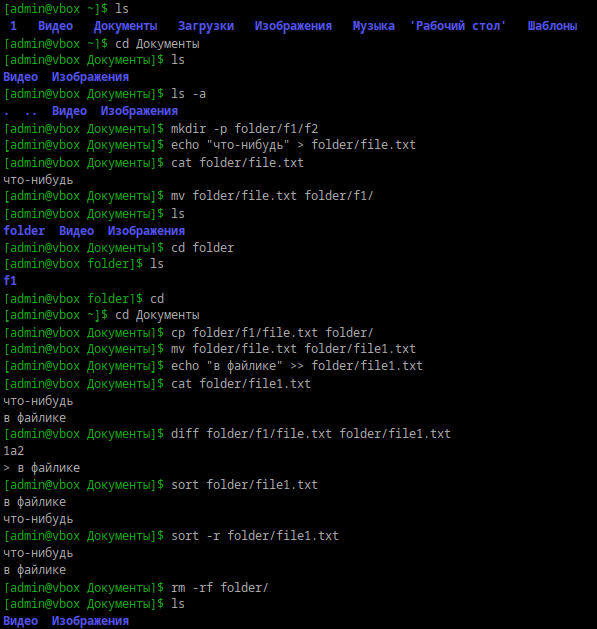 [admin@vbox ~]$ ls
1 Видео Документы Загрузки Изображения Музыка 'Рабочий стол' Шаблоны
[admin@vbox ~]$ cd Документы
[admin@vbox Документы]$ ls
Видео Изображения
[admin@vbox Документы]$ ls -a
. .. Видео Изображения
[admin@vbox Документы]$ mkdir -p folder/f1/f2
[admin@vbox Документы]$ echo "что-нибудь" > folder/file.txt
[admin@vbox Документы]$ cat folder/file.txt
что-нибудь
[admin@vbox Документы]$ mv folder/file.txt folder/f1/
[admin@vbox Документы]$ ls
folder Видео Изображения
[admin@vbox Документы]$ cd folder
[admin@vbox folder]$ ls
f1
[admin@vbox folder]$ cd
[admin@vbox ~]$ cd Документы
[admin@vbox Документы]$ cp folder/f1/file.txt folder/
[admin@vbox Документы]$ mv folder/file.txt folder/file1.txt
[admin@vbox Документы]$ echo "в файлике" >> folder/file1.txt
[admin@vbox Документы]$ cat folder/file1.txt
что-нибудь
в файлике
[admin@vbox Документы]$ diff folder/f1/file.txt folder/file1.txt
1a2
> в файлике
[admin@vbox Документы]$ sort folder/file1.txt
в файлике
что-нибудь
[admin@vbox Документы]$ sort -r folder/file1.txt
что-нибудь
в файлике
[admin@vbox Документы]$ rm -rf folder/
[admin@vbox Документы]$ ls
Видео Изображения